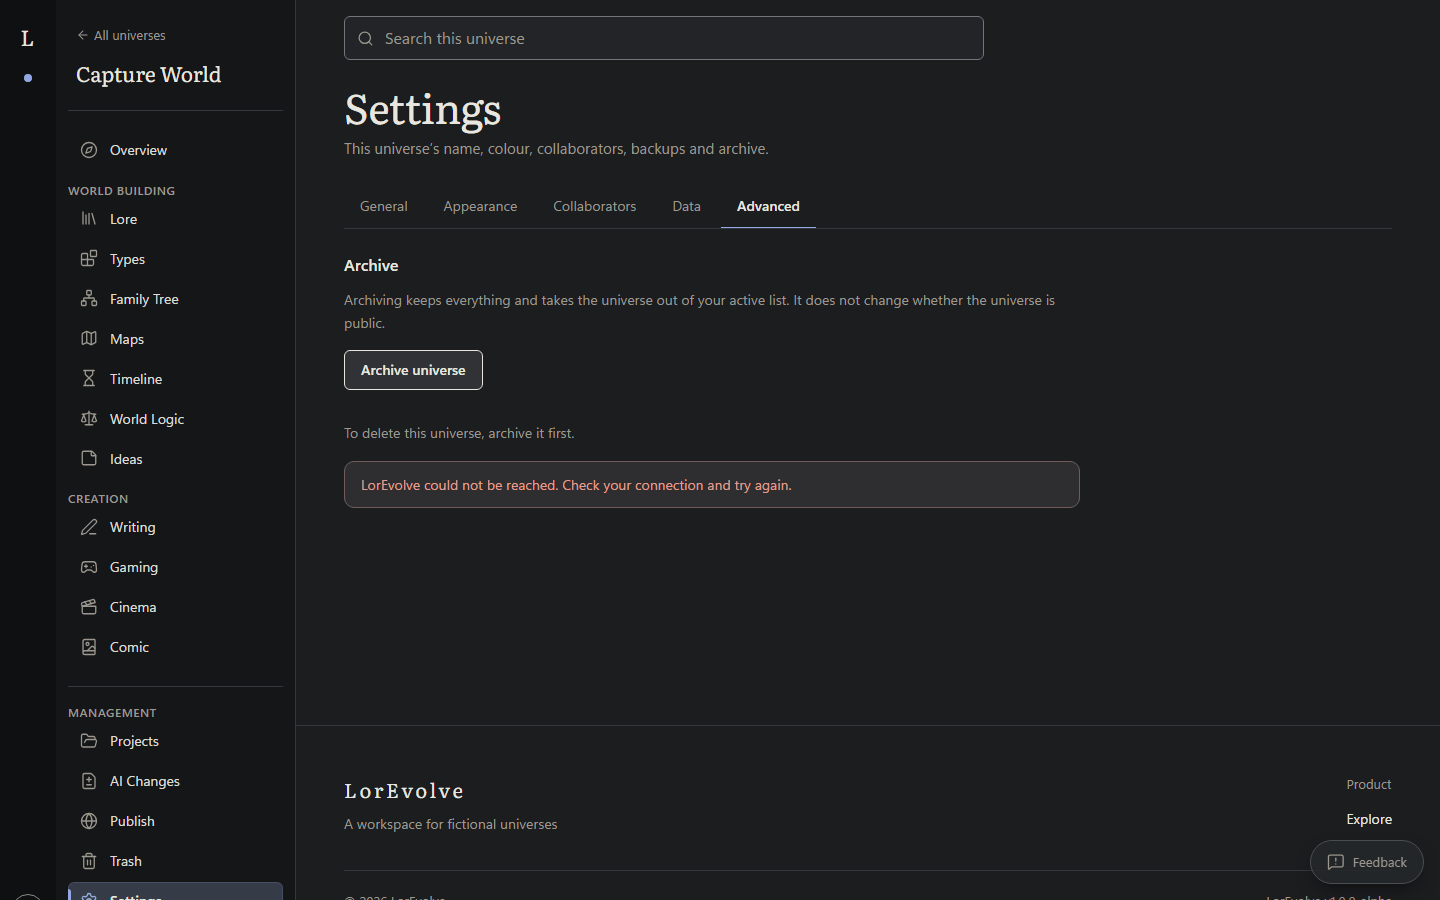 L
All universes
Capture World
Overview
WORLD BUILDING
Lore
Types
Family Tree
Maps
Timeline
World Logic
Ideas
CREATION
Writing
Gaming
Cinema
Comic
MANAGEMENT
Projects
AI Changes
Publish
Trash
Settings
Search this universe
Settings
This universe's name, colour, collaborators, backups and archive.
General Appearance Collaborators Data Advanced
Archive
Archiving keeps everything and takes the universe out of your active list. It does not change whether the universe is
public.
Archive universe
To delete this universe, archive it first.
LorEvolve could not be reached. Check your connection and try again.
LorEvolve
A workspace for fictional universes
Product
Explore
Feedback
© 2026 LorEvolve